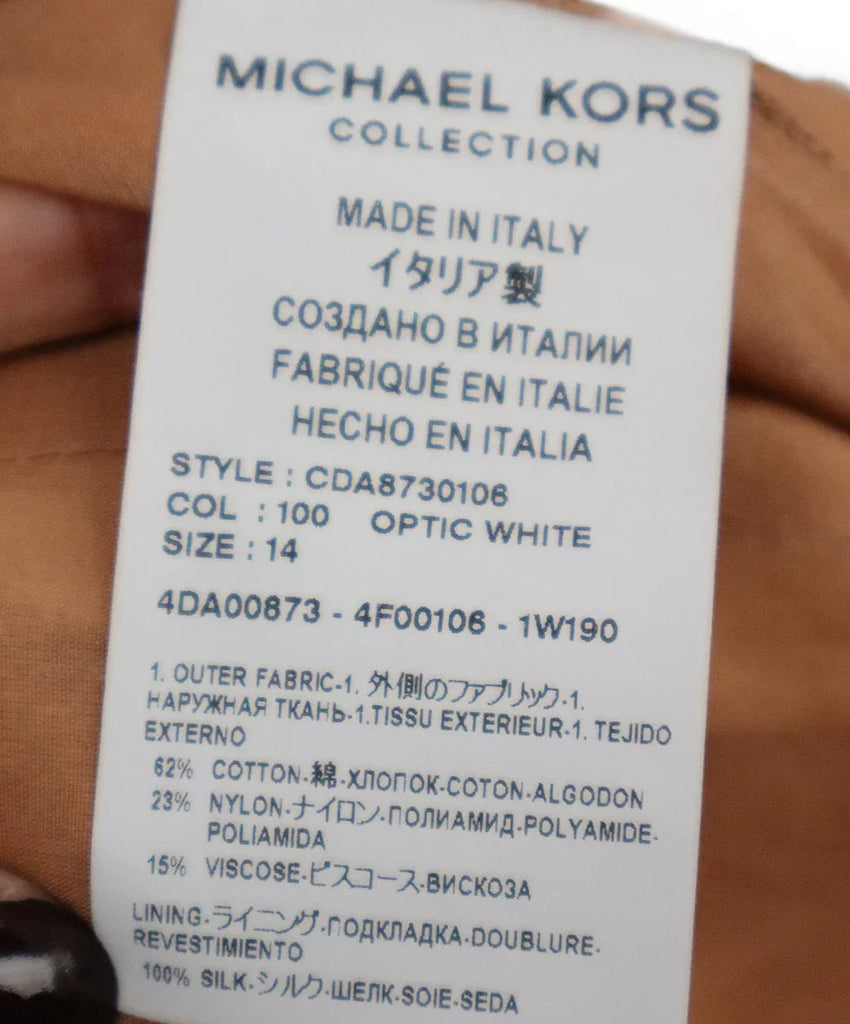 MICHAEL KORS
COLLECTION
MADE IN ITALY
イタリア製
СОЗДАНО В ИТАЛИИ
FABRIQUÉ EN ITALIE
HECHO EN ITALIA
STYLE : CDA8730106
COL : 100 OPTIC WHITE
SIZE : 14
4DA00873 - 4F00106 - 1W190
1. OUTER FABRIC-1. 外側のファブリック-1.
НАРУЖНАЯ ТКАНЬ-1.TISSU EXTERIEUR-1. TEJIDO
EXTERNO
62% COTTON-綿-ХЛОПОК-COTON-ALGODON
23% NYLON-ナイロン-ПОЛИАМИД-POLYAMIDE-
POLIAMIDA
15% VISCOSE-ビスコース-ВИСКОЗА
LINING-ライニング-ПОДКЛАДКА-DOUBLURE-
REVESTIMIENTO
100% SILK-シルク-ШЕЛК-SOIE-SEDA